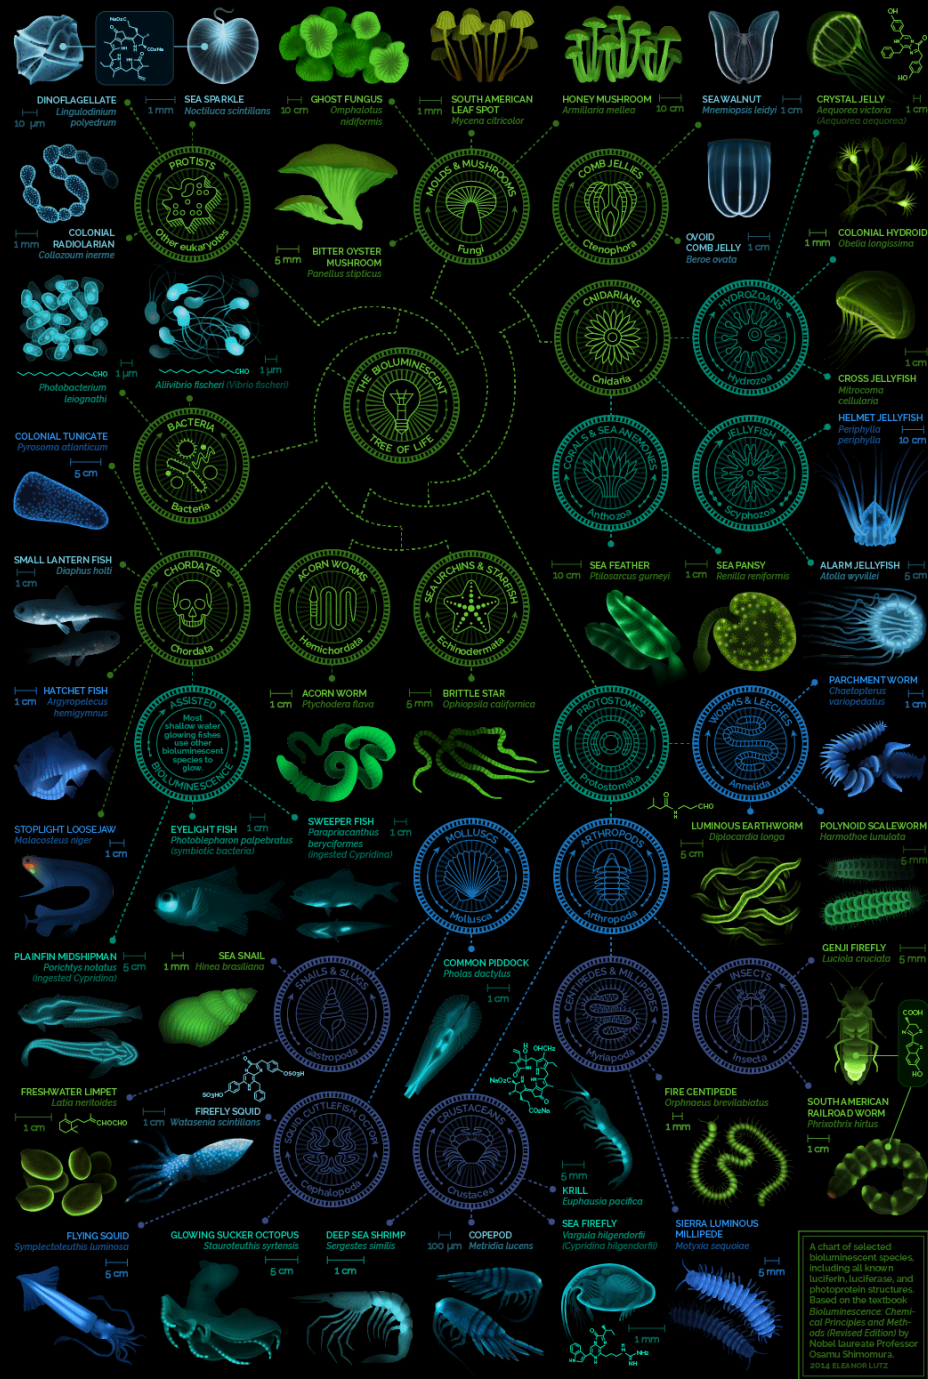 NaO2C
CO2Na
DINOFLAGELLATE
Lingulodinium
polyedrum
10 µm
1 mm
SEA SPARKLE
Noctiluca scintillans
10 cm
GHOST FUNGUS
Omphalotus
nidiformis
1 mm
SOUTH AMERICAN
LEAF SPOT
Mycena citricolor
HONEY MUSHROOM
Armillaria mellea
10 cm
SEA WALNUT
Mnemiopsis leidyi
1 cm
OH
HO
CRYSTAL JELLY
Aequorea victoria
(Aequorea aequorea)
1 cm
PROTISTS
Other eukaryotes
MOLDS & MUSHROOMS
Fungi
COMB JELLIES
Ctenophora
1 mm
COLONIAL
RADIOLARIAN
Collozoum inerme
5 mm
BITTER OYSTER
MUSHROOM
Panellus stipticus
OVOID
COMB JELLY
Beroe ovata
1 cm
1 mm
COLONIAL HYDROID
Obelia longissima
CNIDARIANS
Cnidaria
HYDROZOANS
Hydrozoa
1 cm
CROSS JELLYFISH
Mitrocoma
cellularia
CHO
1 µm
Photobacterium
leiognathi
CHO
1 µm
Aliivibrio fischeri (Vibrio fischeri)
THE BIOLUMINESCENT
TREE OF LIFE
BACTERIA
Bacteria
COLONIAL TUNICATE
Pyrosoma atlanticum
5 cm
CORALS & SEA ANEMONES
Anthozoa
JELLYFISH
Scyphozoa
HELMET JELLYFISH
Periphylla
periphylla
10 cm
SMALL LANTERN FISH
Diaphus holti
1 cm
CHORDATES
Chordata
ACORN WORMS
Hemichordata
SEA URCHINS & STARFISH
Echinodermata
10 cm
SEA FEATHER
Ptilosarcus gurneyi
1 cm
SEA PANSY
Renilla reniformis
ALARM JELLYFISH
Atolla wyvillei
5 cm
1 cm
HATCHET FISH
Argyropelecus
hemigymnus
ASSISTED
BIOLUMINESCENCE
Most
shallow water
glowing fishes
use other
bioluminescent
species to
glow.
1 cm
ACORN WORM
Ptychodera flava
5 mm
BRITTLE STAR
Ophiopsila californica
PROTOSTOMES
Protostomia
WORMS & LEECHES
Annelida
PARCHMENT WORM
Chaetopterus
variopedatus
1 cm
STOPLIGHT LOOSEJAW
Malacosteus niger
1 cm
EYELIGHT FISH
Photoblepharon palpebratus
(symbiotic bacteria)
1 cm
SWEEPER FISH
Parapriacanthus
beryciformes
(ingested Cypridina)
1 cm
MOLLUSCS
Mollusca
ARTHROPODS
Arthropoda
O
N
H
CHO
LUMINOUS EARTHWORM
Diplocardia longa
5 cm
POLYNOID SCALEWORM
Harmothoe lunulata
5 mm
PLAINFIN MIDSHIPMAN
Porichtys notatus
(ingested Cypridina)
5 cm
1 mm
SEA SNAIL
Hinea brasiliana
SNAILS & SLUGS
Gastropoda
COMMON PIDDOCK
Pholas dactylus
1 cm
CENTIPEDES & MILLIPEDES
Myriapoda
INSECTS
Insecta
GENJI FIREFLY
Luciola cruciata
5 mm
COOH
HO
FRESHWATER LIMPET
Latia neritoides
1 cm
CHOCHO
OSO3H
SO3HO
FIREFLY SQUID
Watasenia scintillans
1 cm
SQUID, CUTTLEFISH, OCTOPI
Cephalopoda
CRUSTACEANS
Crustacea
OHCH2
NaO2C
CO2Na
5 mm
KRILL
Euphausia pacifica
FIRE CENTIPEDE
Orphnaeus brevilabiatus
1 mm
SOUTH AMERICAN
RAILROAD WORM
Phrixothrix hirtus
1 cm
FLYING SQUID
Symplectoteuthis luminosa
5 cm
GLOWING SUCKER OCTOPUS
Stauroteuthis syrtensis
5 cm
DEEP SEA SHRIMP
Sergestes similis
1 cm
COPEPOD
Metridia lucens
100 µm
SEA FIREFLY
Vargula hilgendorfii
(Cypridina hilgendorfii)
1 mm
SIERRA LUMINOUS
MILLIPEDE
Motyxia sequoiae
5 mm
A chart of selected
bioluminescent species,
including all known
luciferin, luciferase, and
photoprotein structures.
Based on the textbook
Bioluminescence: Chemi-
cal Principles and Meth-
ods (Revised Edition) by
Nobel Laureate Professor
Osamu Shimomura.
2014 ELEANOR LUTZ